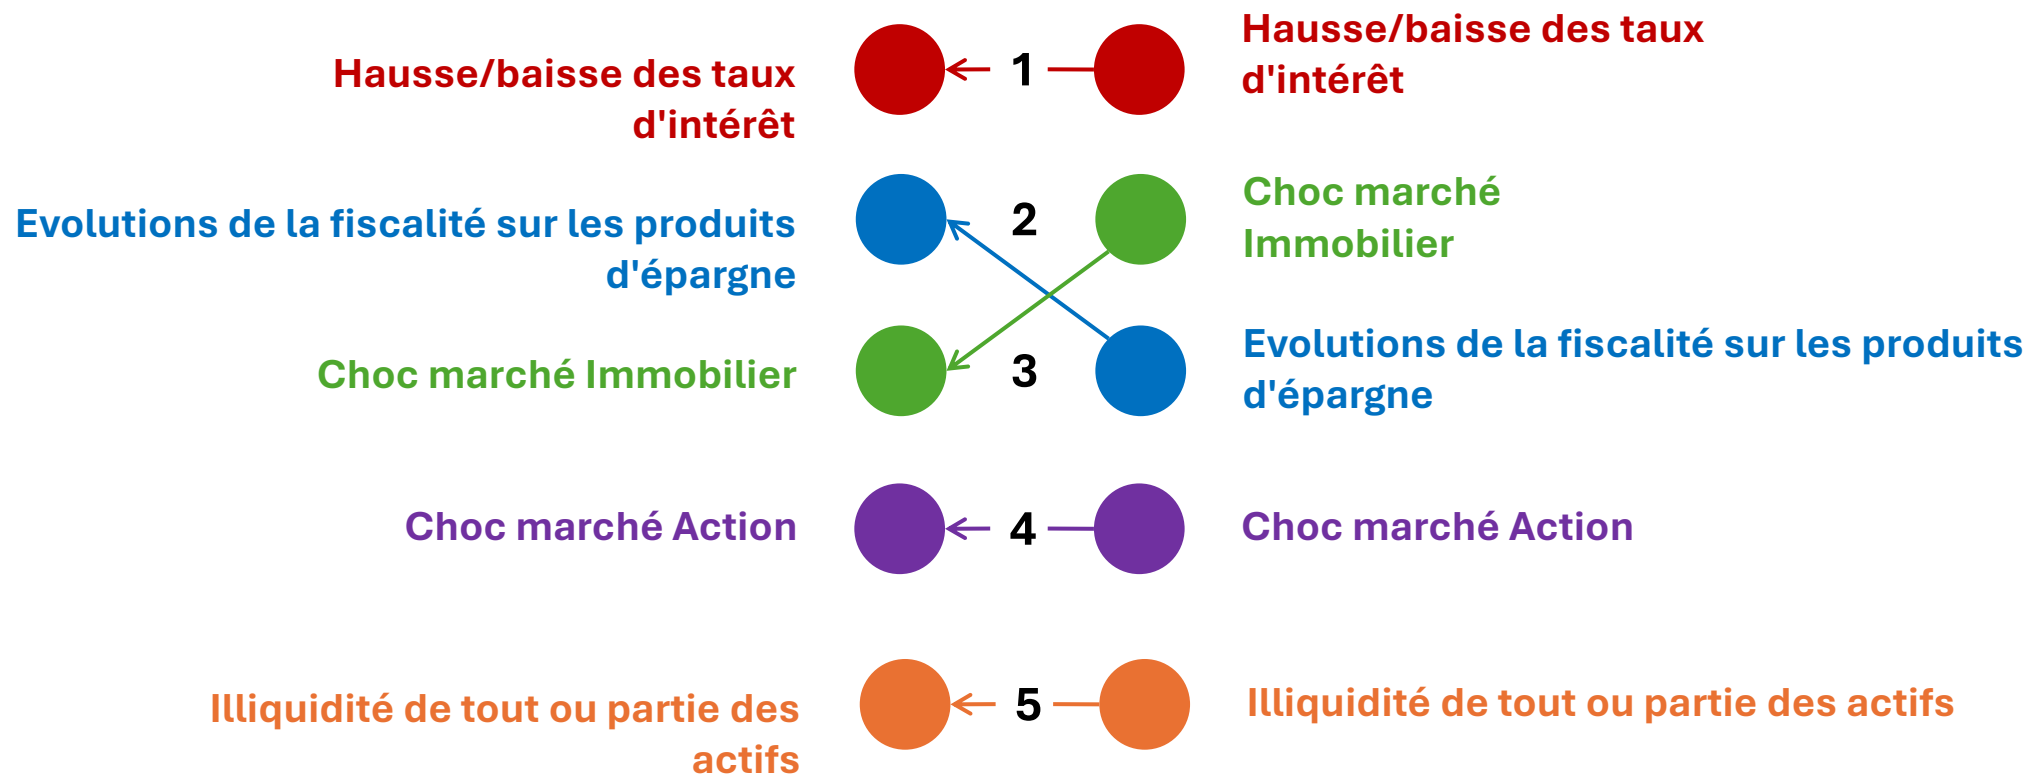 Hausse/baisse des taux
d'intérêt
1
Hausse/baisse des taux
d'intérêt
Evolutions de la fiscalité sur les produits
d'épargne
2
Choc marché
Immobilier
Choc marché Immobilier
3
Evolutions de la fiscalité sur les produits
d'épargne
Choc marché Action
4
Choc marché Action
Illiquidité de tout ou partie des
actifs
5
Illiquidité de tout ou partie des actifs